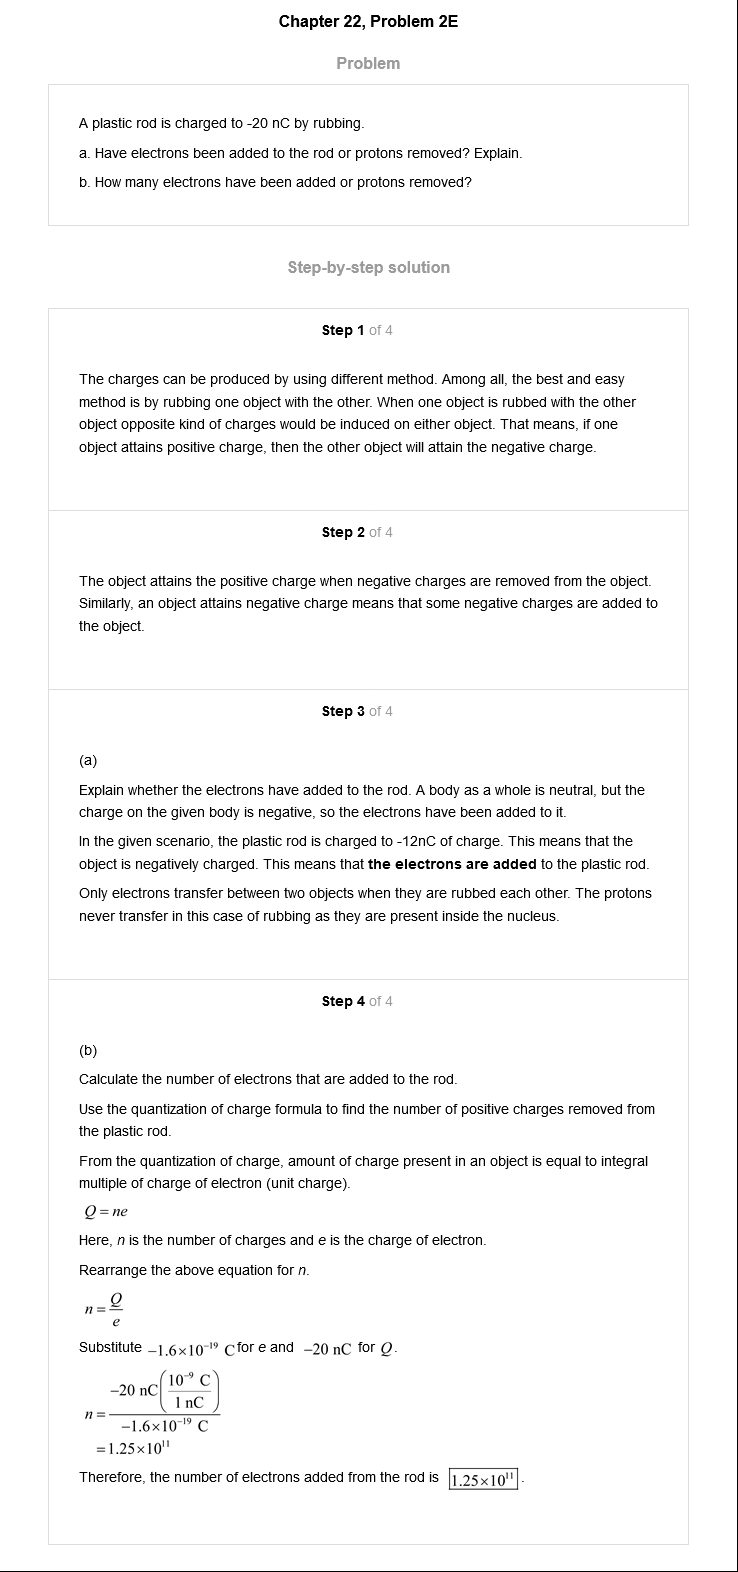 Chapter 22, Problem 2E
Problem
A plastic rod is charged to -20 nC by rubbing.
a. Have electrons been added to the rod or protons removed? Explain.
b. How many electrons have been added or protons removed?
Step-by-step solution
Step 1 of 4
The charges can be produced by using different method. Among all, the best and easy
method is by rubbing one object with the other. When one object is rubbed with the other
object opposite kind of charges would be induced on either object. That means, if one
object attains positive charge, then the other object will attain the negative charge.
Step 2 of 4
The object attains the positive charge when negative charges are removed from the object.
Similarly, an object attains negative charge means that some negative charges are added to
the object.
Step 3 of 4
(a)
Explain whether the electrons have added to the rod. A body as a whole is neutral, but the
charge on the given body is negative, so the electrons have been added to it.
In the given scenario, the plastic rod is charged to -12nC of charge. This means that the
object is negatively charged. This means that the electrons are added to the plastic rod.
Only electrons transfer between two objects when they are rubbed each other. The protons
never transfer in this case of rubbing as they are present inside the nucleus.
Step 4 of 4
(b)
Calculate the number of electrons that are added to the rod.
Use the quantization of charge formula to find the number of positive charges removed from
the plastic rod.
From the quantization of charge, amount of charge present in an object is equal to integral
multiple of charge of electron (unit charge).
Q = ne
Here, n is the number of charges and e is the charge of electron.
Rearrange the above equation for n.
n = Q/e
Substitute −1.6×10⁻¹⁹ C for e and −20 nC for Q.
n = −20 nC(10⁻⁹ C / 1 nC) / −1.6×10⁻¹⁹ C
= 1.25×10¹¹
Therefore, the number of electrons added from the rod is 1.25×10¹¹.